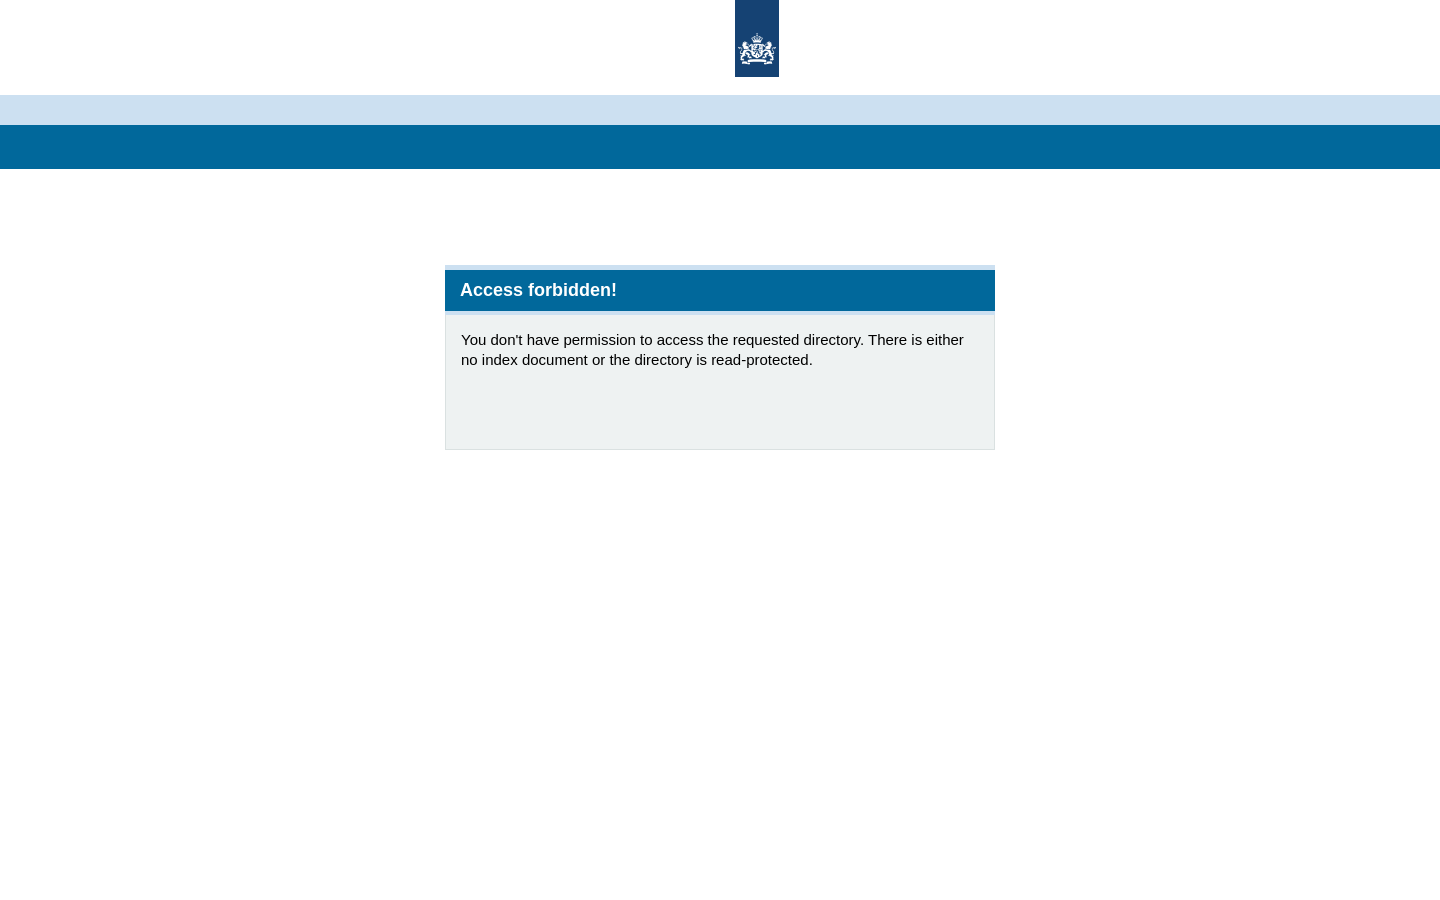 Access forbidden!
You don't have permission to access the requested directory. There is either
no index document or the directory is read-protected.